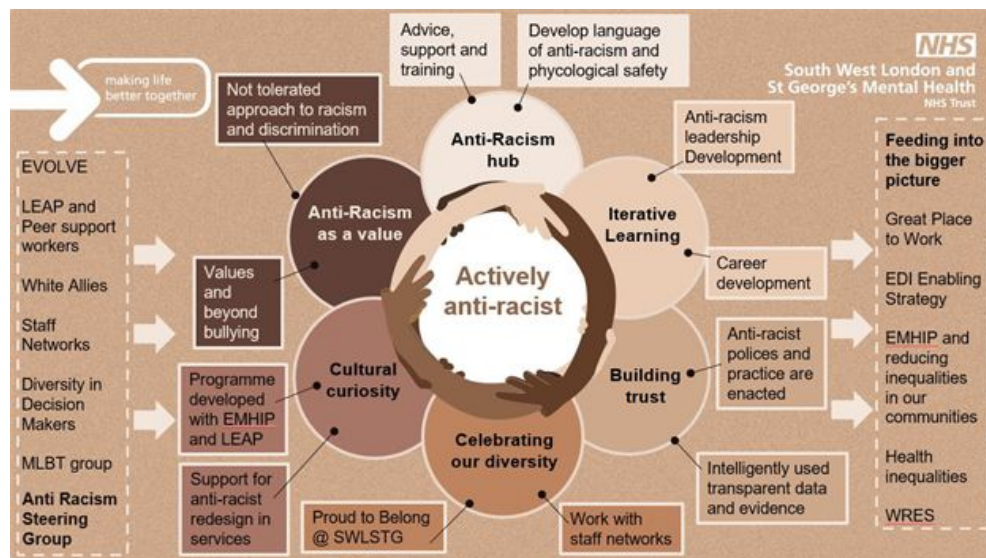 making life
better together
NHS
South West London and
St George's Mental Health
NHS Trust
EVOLVE
LEAP and
Peer support
workers
White Allies
Staff
Networks
Diversity in
Decision
Makers
MLBT group
Anti Racism
Steering
Group
Actively
anti-racist
Anti-Racism
hub
Advice,
support and
training
Develop language
of anti-racism and
phycological safety
Iterative
Learning
Anti-racism
leadership
Development
Career
development
Building
trust
Anti-racist
polices and
practice are
enacted
Intelligently used
transparent data
and evidence
Celebrating
our diversity
Work with
staff networks
Proud to Belong
@ SWLSTG
Cultural
curiosity
Programme
developed
with EMHIP
and LEAP
Support for
anti-racist
redesign in
services
Anti-Racism
as a value
Not tolerated
approach to racism
and discrimination
Values
and
beyond
bullying
Feeding into
the bigger
picture
Great Place
to Work
EDI Enabling
Strategy
EMHIP and
reducing
inequalities
in our
communities
Health
inequalities
WRES